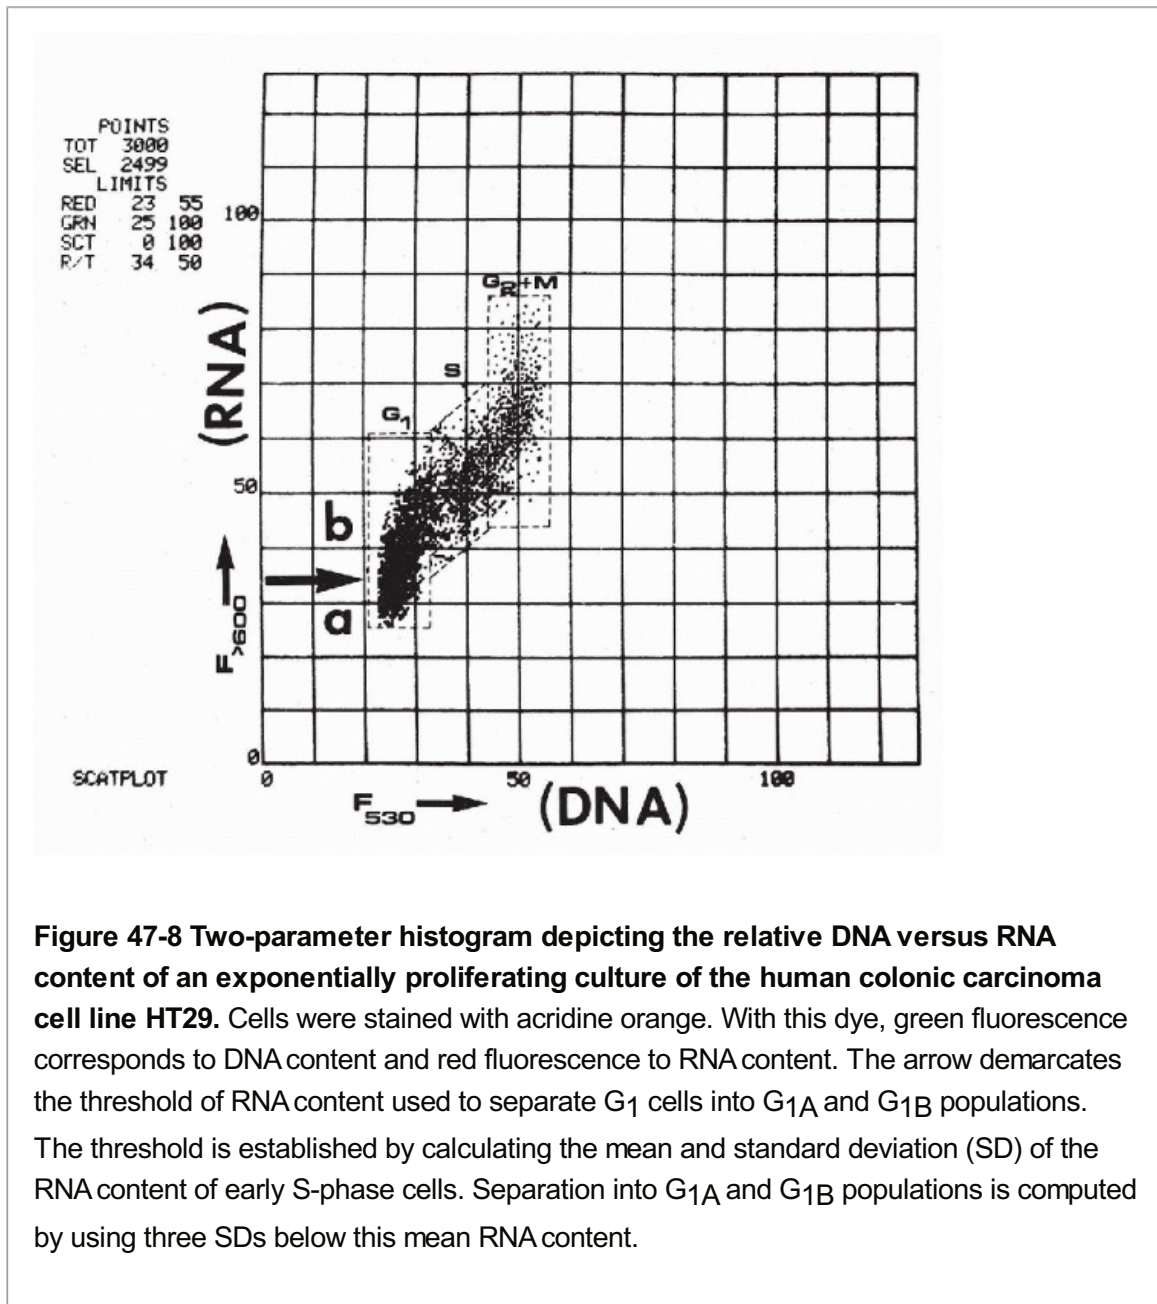 POINTS
TOT 3000
SEL 2499
LIMITS
RED 23 55
GRN 25 100
SCT 0 100
R/T 34 50
100
(RNA)
50
0
F>600
G1
S
GR+M
b
a
SCATPLOT
0
50
100
F530
(DNA)
Figure 47-8 Two-parameter histogram depicting the relative DNA versus RNA
content of an exponentially proliferating culture of the human colonic carcinoma
cell line HT29. Cells were stained with acridine orange. With this dye, green fluorescence
corresponds to DNA content and red fluorescence to RNA content. The arrow demarcates
the threshold of RNA content used to separate G1 cells into G1A and G1B populations.
The threshold is established by calculating the mean and standard deviation (SD) of the
RNA content of early S-phase cells. Separation into G1A and G1B populations is computed
by using three SDs below this mean RNA content.